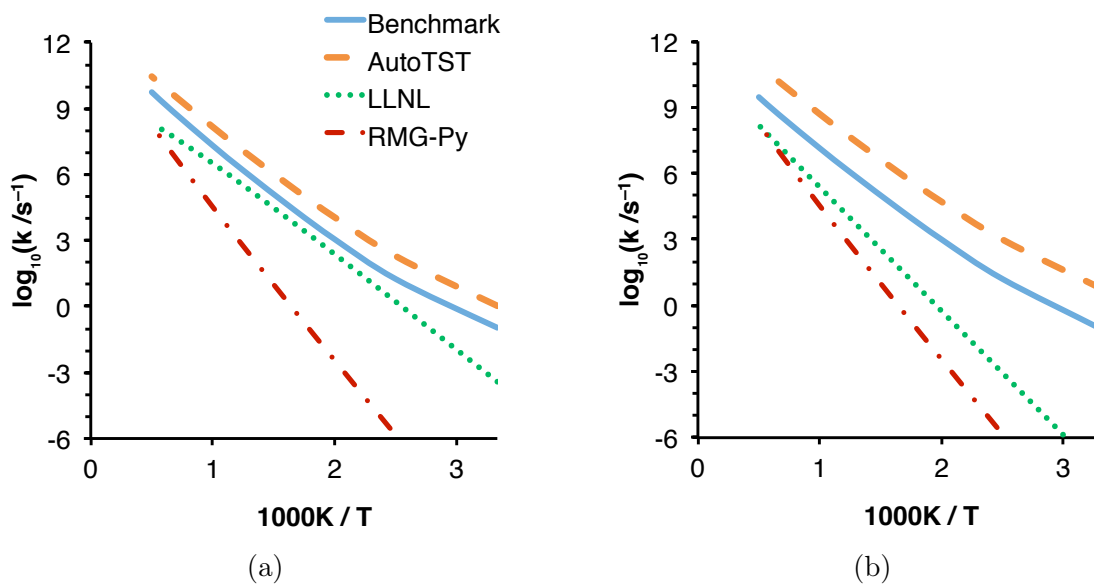 Benchmark
AutoTST
LLNL
RMG-Py
log₁₀(k /s⁻¹)
12
9
6
3
0
-3
-6
0
1
2
3
1000K / T
(a)
log₁₀(k /s⁻¹)
12
9
6
3
0
-3
-6
0
1
2
3
1000K / T
(b)